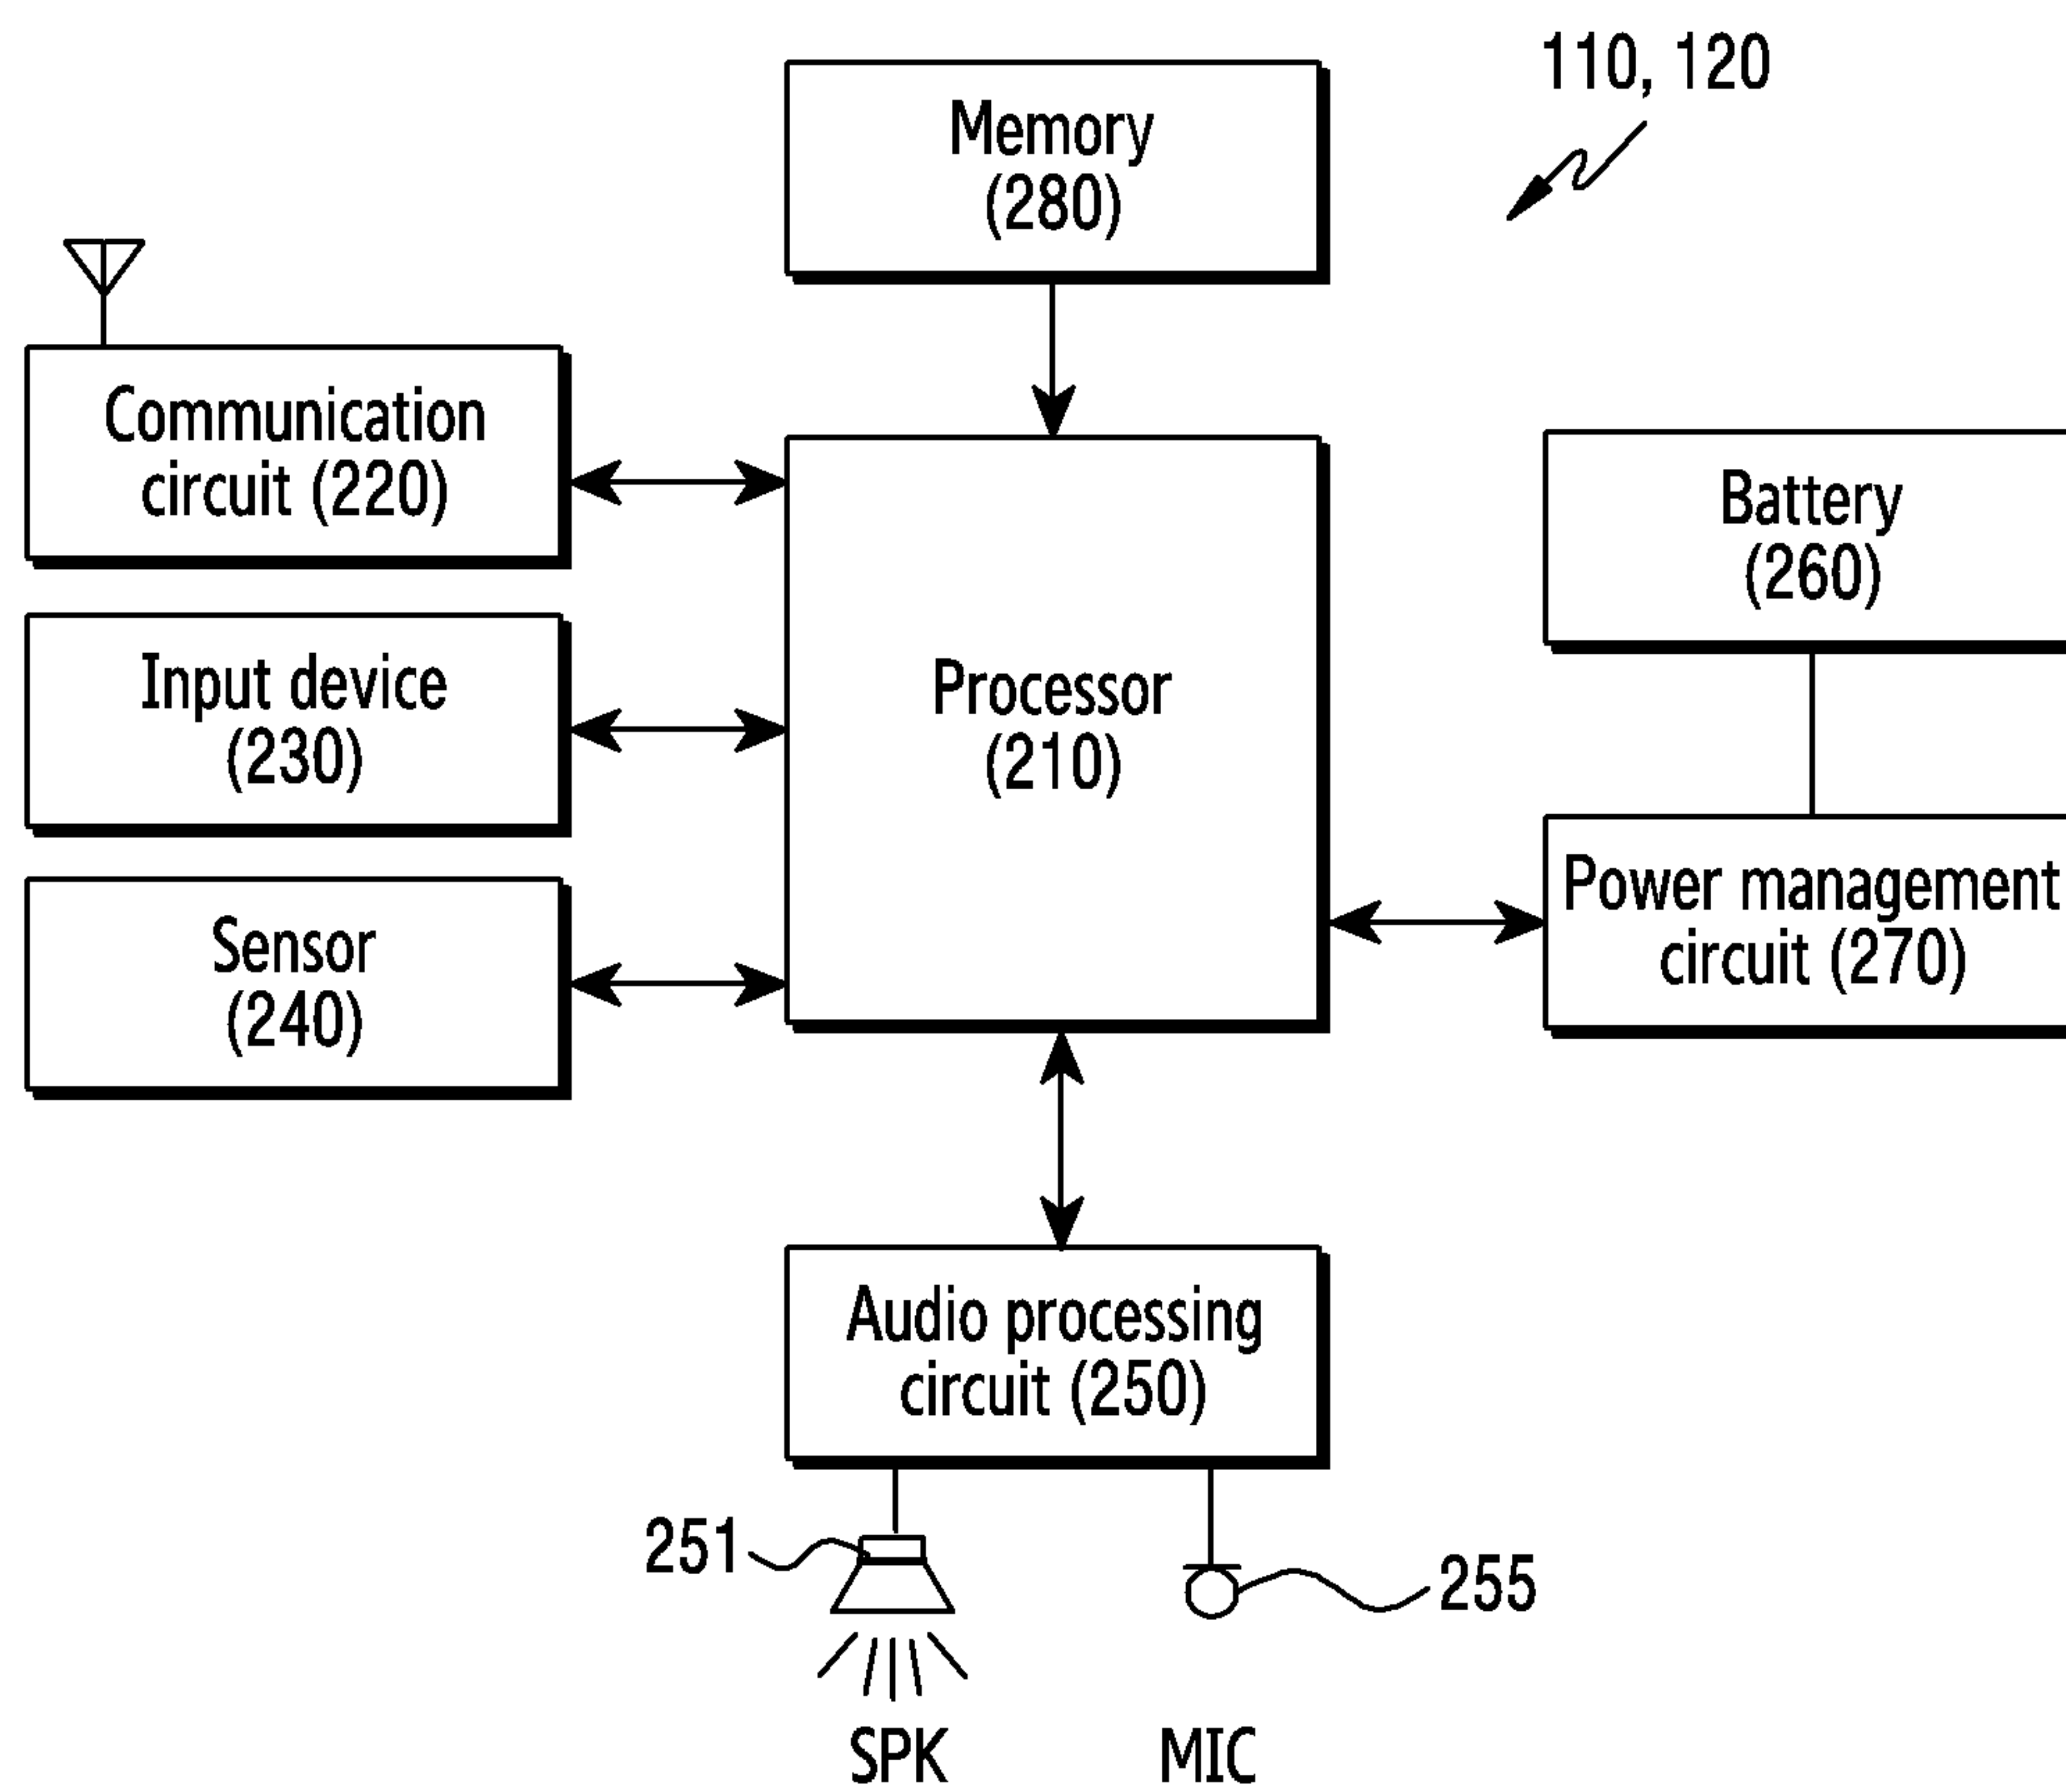 110, 120
Memory
(280)
Communication
circuit (220)
Battery
(260)
Input device
(230)
Processor
(210)
Power management
circuit (270)
Sensor
(240)
Audio processing
circuit (250)
251
255
SPK
MIC